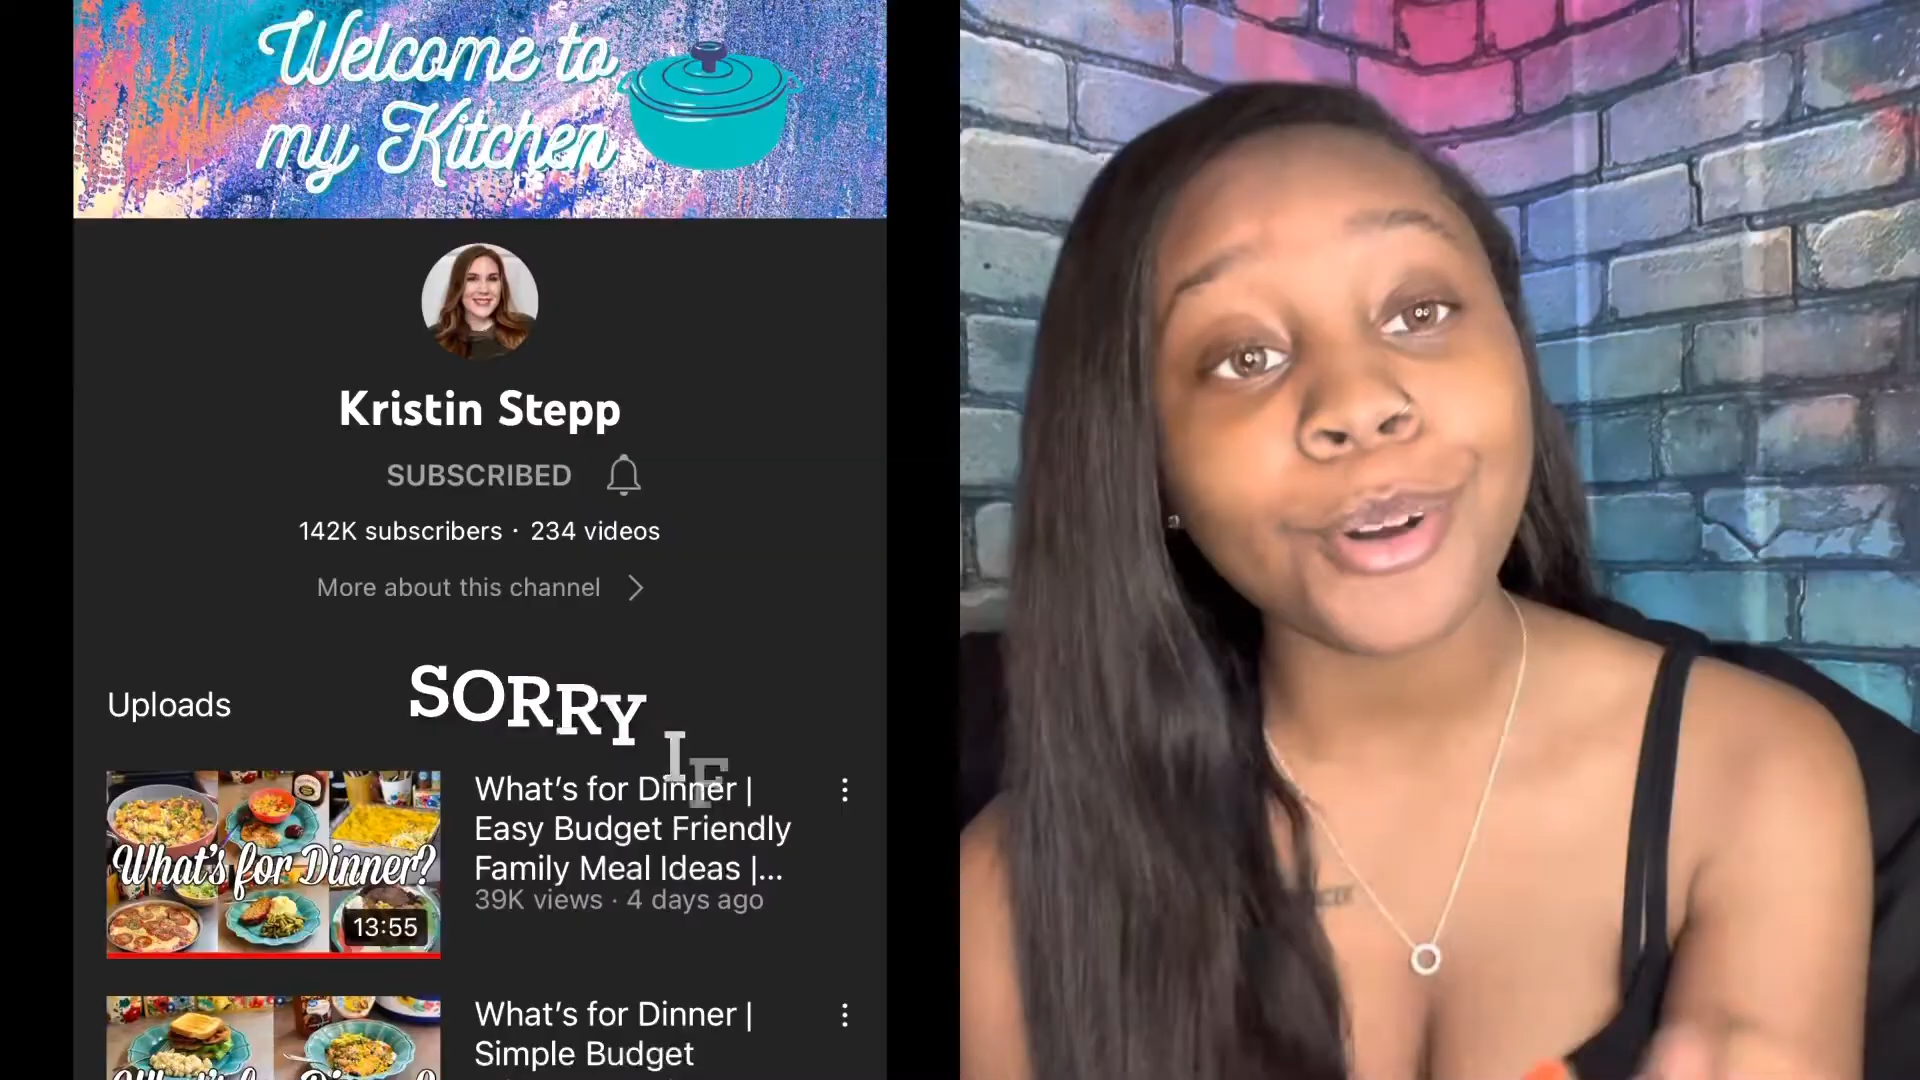 Welcome to
my Kitchen
Kristin Stepp
SUBSCRIBED
142K subscribers · 234 videos
More about this channel
SORRY
IF
Uploads
What's for Dinner?
13:55
What's for Dinner |
Easy Budget Friendly
Family Meal Ideas |...
39K views · 4 days ago
What's for Dinner |
Simple Budget